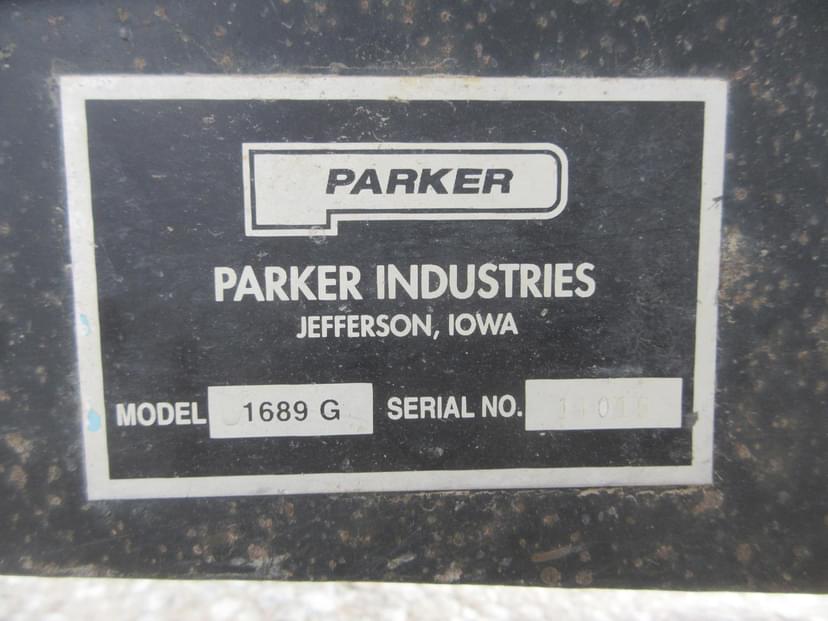 PARKER
PARKER INDUSTRIES
JEFFERSON, IOWA
MODEL 1689 G SERIAL NO.